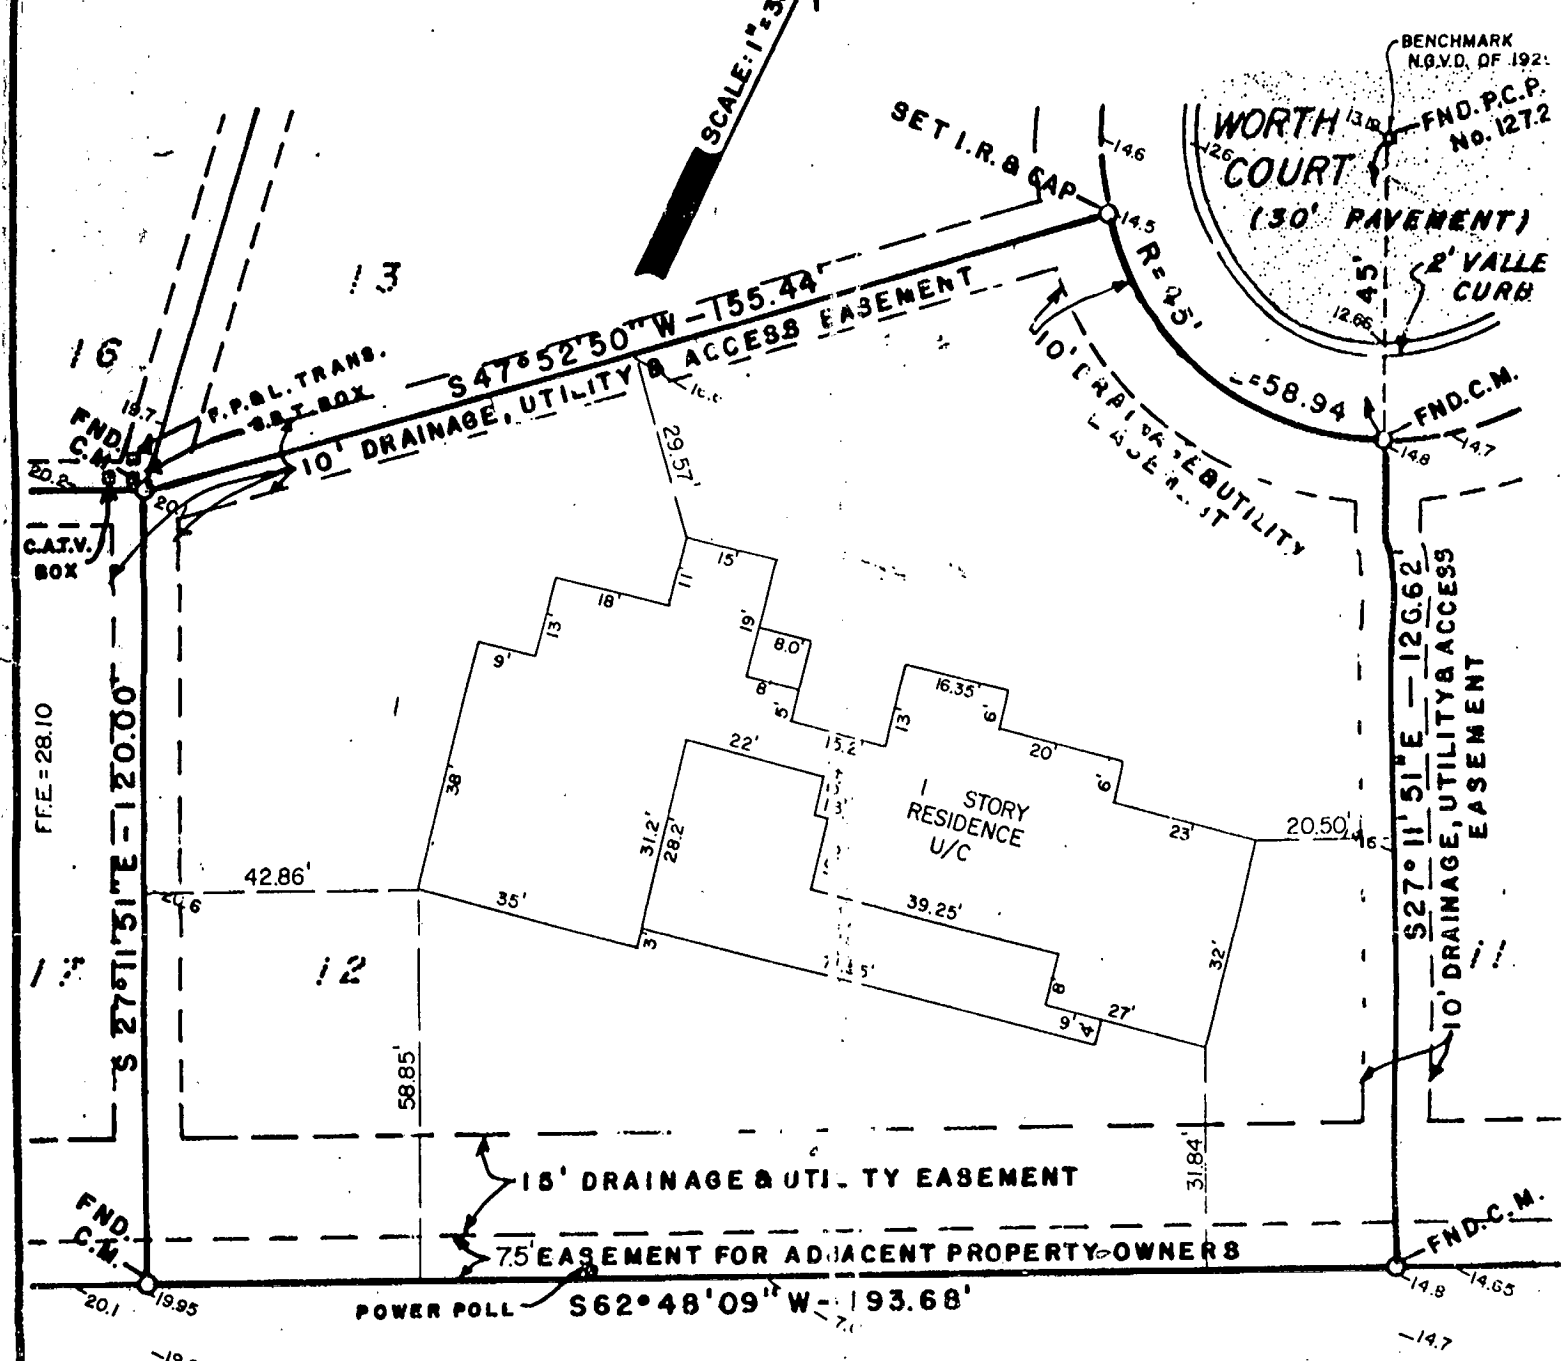 SCALE: 1"=3
BENCHMARK
N.G.V.D. OF 192
FND. P.C.P.
No. 127.2
WORTH
COURT
(30' PAVEMENT)
2' VALLE
CURB
45'
12.66
14.6
SET I.R. & CAP
14.5
R=45'
L=58.94
FND. C.M.
14.8
14.7
13
16
S 47°52'50" W - 155.44'
10' DRAINAGE, UTILITY & ACCESS EASEMENT
F.P.&L. TRANS.
BOX
19.7
FND.
C.M.
20.2
C.A.T.V.
BOX
10' DRAINAGE & UTILITY
EASEMENT
29.57'
15'
11
18'
13'
9'
19'
8.0'
8'
5'
15.2'
13'
16.35'
6'
20'
6'
23'
20.50'
38'
22'
31.2'
28.2'
1 STORY
RESIDENCE
U/C
39.25'
32'
35'
3'
8'
9'
4'
27'
42.86'
58.85'
31.84'
F.F.E = 28.10
S 27°11'51" E - 120.00'
S 27° 11' 51" E - 126.62'
10' DRAINAGE, UTILITY & ACCESS
EASEMENT
17
12
11
15' DRAINAGE & UTILITY EASEMENT
7.5' EASEMENT FOR ADJACENT PROPERTY OWNERS
FND.
C.M.
FND. C.M.
20.1
19.95
POWER POLL
S 62°48'09" W - 193.68'
14.8
14.65
14.7